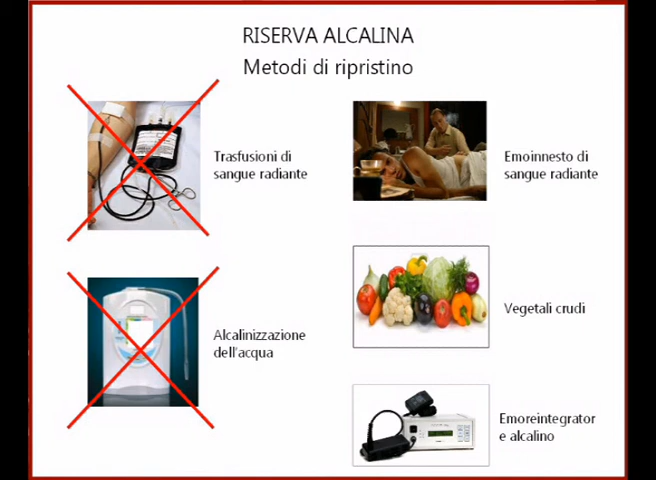 RISERVA ALCALINA
Metodi di ripristino
Trasfusioni di
sangue radiante
Emoinnesto di
sangue radiante
Alcalinizzazione
dell'acqua
Vegetali crudi
Emoreintegrator
e alcalino